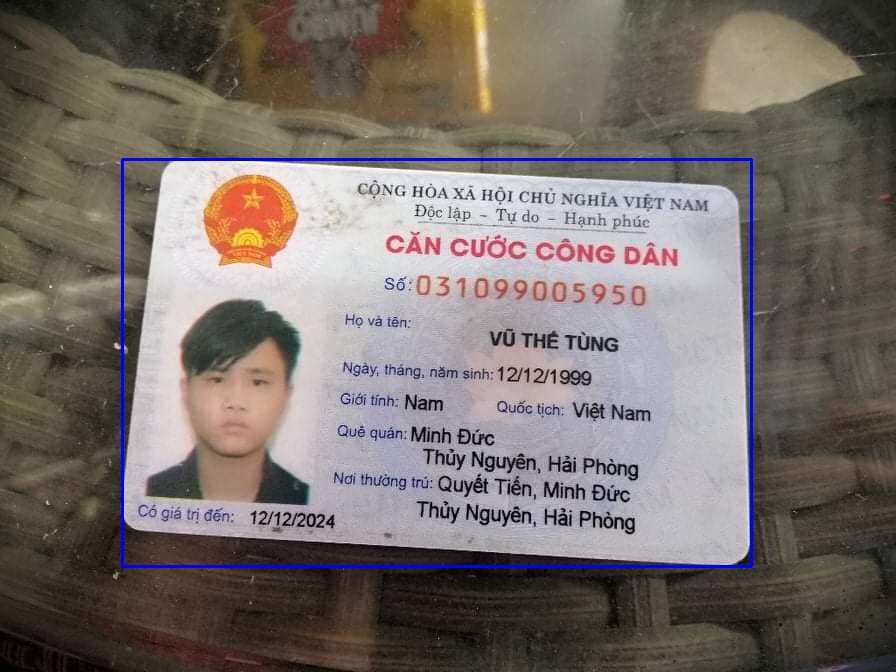 CỘNG HÒA XÃ HỘI CHỦ NGHĨA VIỆT NAM
Độc lập - Tự do - Hạnh phúc
CĂN CƯỚC CÔNG DÂN
Số: 031099005950
Họ và tên:
VŨ THẾ TÙNG
Ngày, tháng, năm sinh: 12/12/1999
Giới tính: Nam Quốc tịch: Việt Nam
Quê quán: Minh Đức
Thủy Nguyên, Hải Phòng
Nơi thường trú: Quyết Tiến, Minh Đức
Thủy Nguyên, Hải Phòng
Có giá trị đến: 12/12/2024